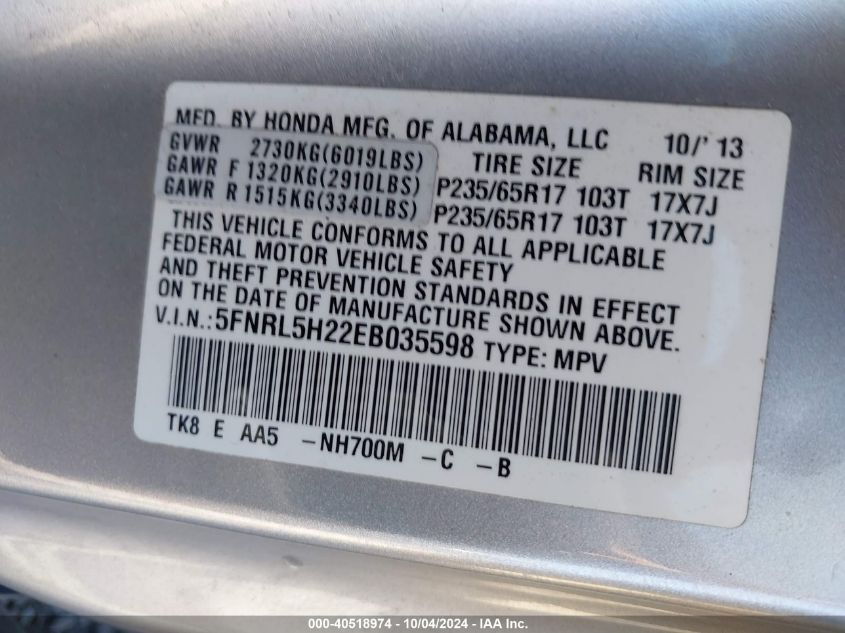 MFD. BY HONDA MFG. OF ALABAMA, LLC 10/' 13
GVWR 2730KG(6019LBS) TIRE SIZE RIM SIZE
GAWR F 1320KG(2910LBS) P235/65R17 103T 17X7J
GAWR R 1515KG(3340LBS) P235/65R17 103T 17X7J
THIS VEHICLE CONFORMS TO ALL APPLICABLE
FEDERAL MOTOR VEHICLE SAFETY
AND THEFT PREVENTION STANDARDS IN EFFECT
ON THE DATE OF MANUFACTURE SHOWN ABOVE.
V.I.N.: 5FNRL5H22EB035598 TYPE: MPV
TK8 E AA5 -NH700M -C -B
000-40518974 - 10/04/2024 - IAA Inc.